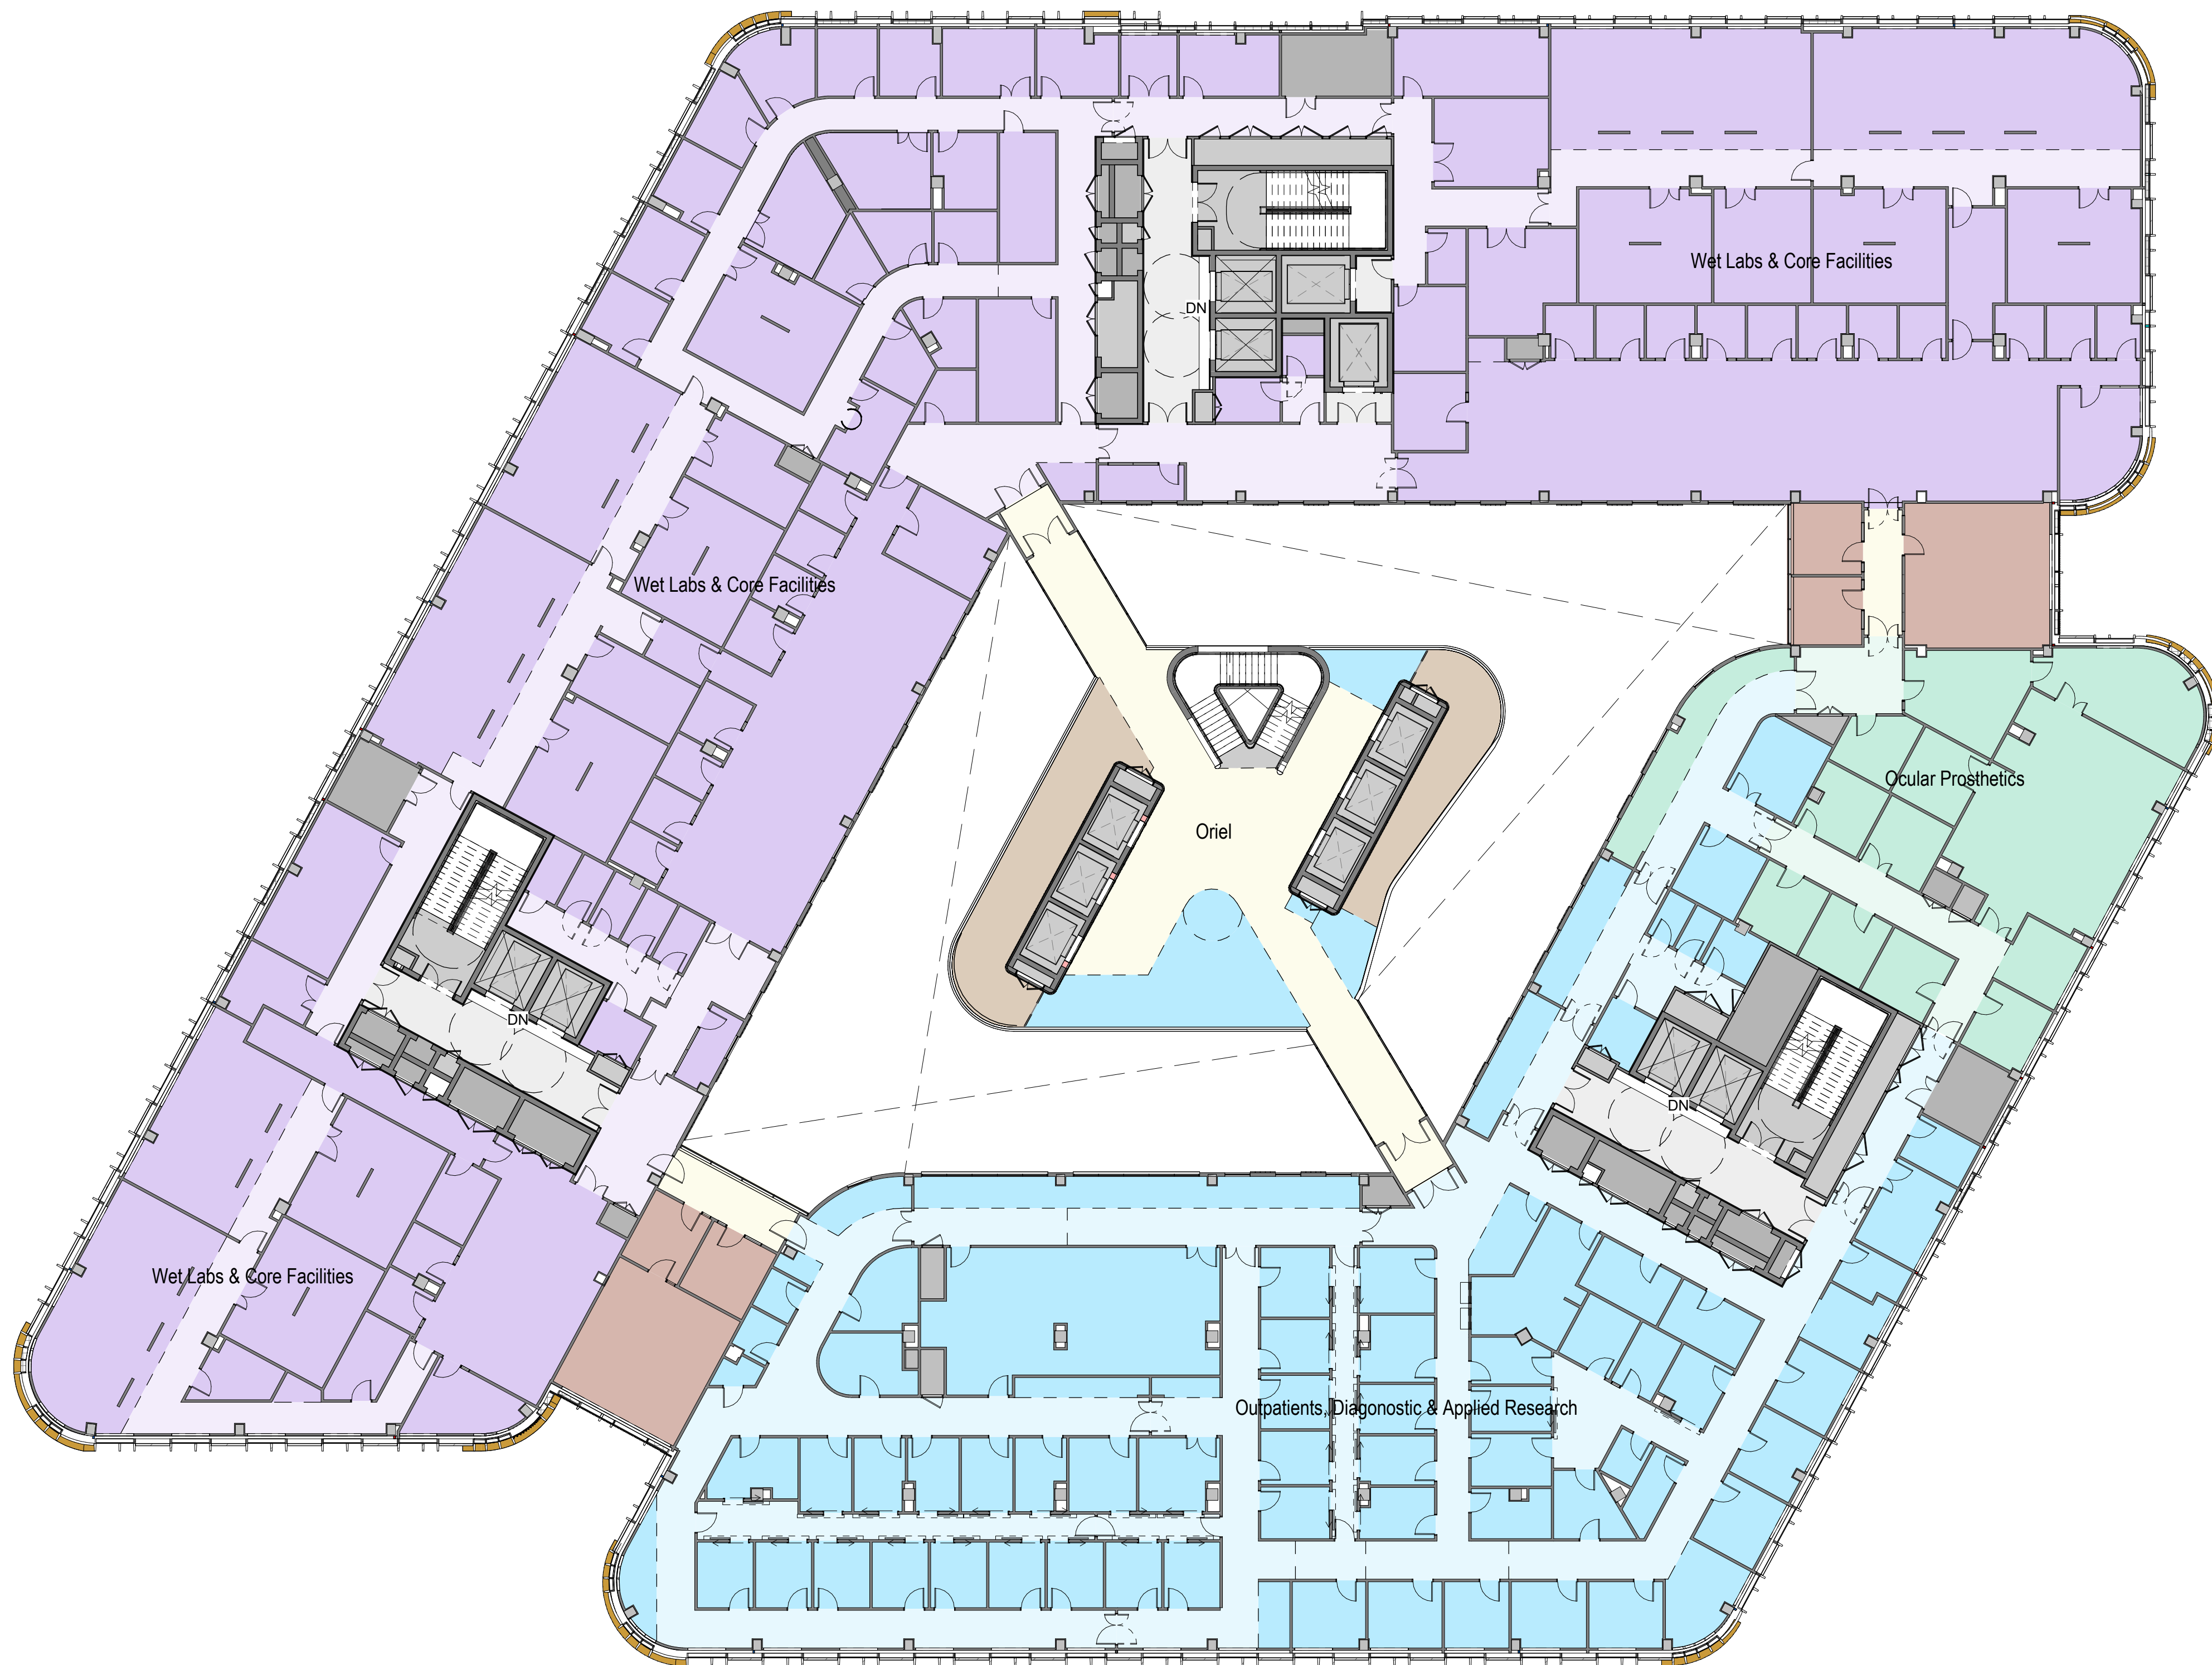 Wet Labs & Core Facilities
DN
Wet Labs & Core Facilities
Ocular Prosthetics
Oriel
DN
DN
Wet Labs & Core Facilities
Outpatients, Diagonostic & Applied Research